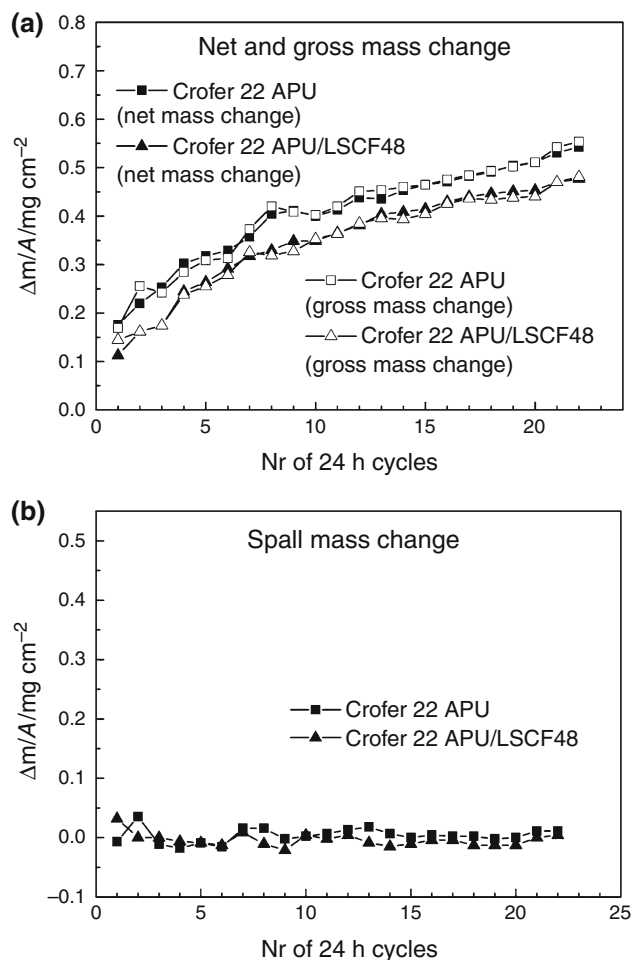 (a)
Net and gross mass change
0.8
0.7
0.6
0.5
0.4
0.3
0.2
0.1
0.0
Δm/A/mg cm−2
Crofer 22 APU
(net mass change)
Crofer 22 APU/LSCF48
(net mass change)
Crofer 22 APU
(gross mass change)
Crofer 22 APU/LSCF48
(gross mass change)
0 5 10 15 20
Nr of 24 h cycles
(b)
Spall mass change
0.5
0.4
0.3
0.2
0.1
0.0
−0.1
Δm/A/mg cm−2
Crofer 22 APU
Crofer 22 APU/LSCF48
0 5 10 15 20 25
Nr of 24 h cycles